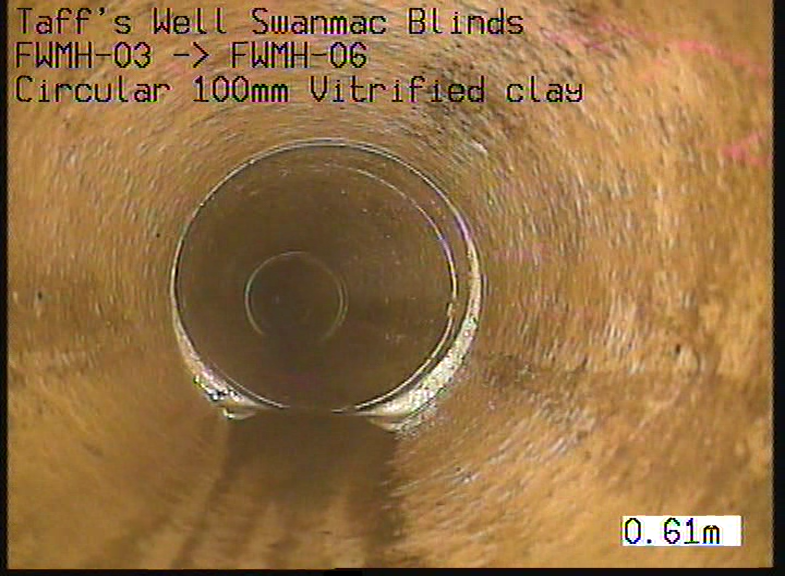 Taff's Well Swanmac Blinds
FWMH-03 -> FWMH-06
Circular 100mm Vitrified clay
0.61m